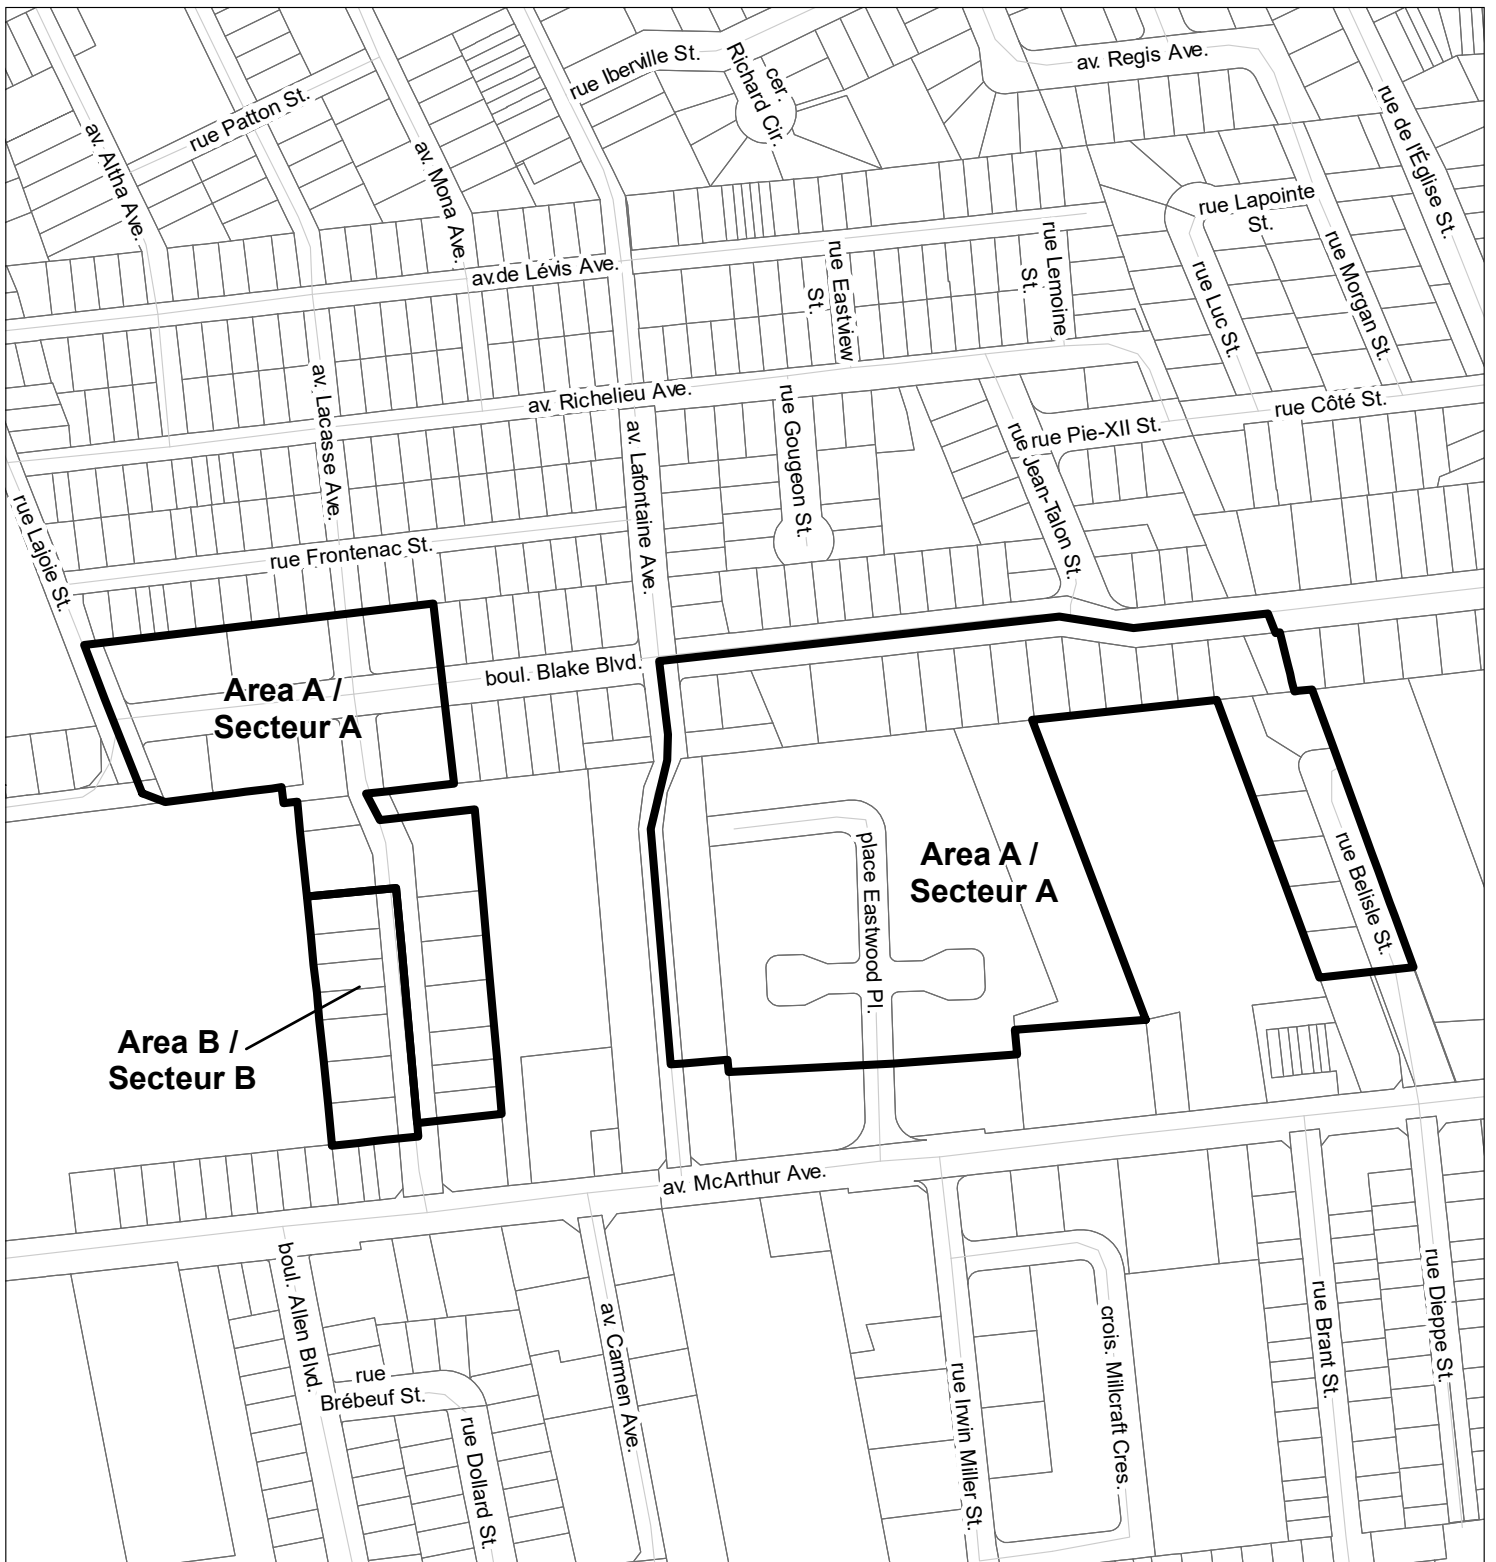 rue Iberville St.
cer.
Richard Cir.
av. Regis Ave.
rue Patton St.
av. Altha Ave.
av. Mona Ave.
rue de l'Église St.
rue Lapointe
St.
av.de Lévis Ave.
rue Eastview
St.
rue Lemoine
St.
rue Luc St.
rue Morgan St.
av. Lacasse Ave.
av. Richelieu Ave.
rue Gougeon St.
av. Lafontaine Ave.
rue Jean-Talon St.
rue Pie-XII St.
rue Côté St.
rue Lajoie St.
rue Frontenac St.
boul. Blake Blvd.
Area A /
Secteur A
place Eastwood Pl.
Area A /
Secteur A
rue Belisle St.
Area B /
Secteur B
av. McArthur Ave.
boul. Allen Blvd.
rue
Brébeuf St.
rue Dollard St.
av. Carmen Ave.
rue Irwin Miller St.
crois. Millcraft Cres.
rue Brant St.
rue Dieppe St.